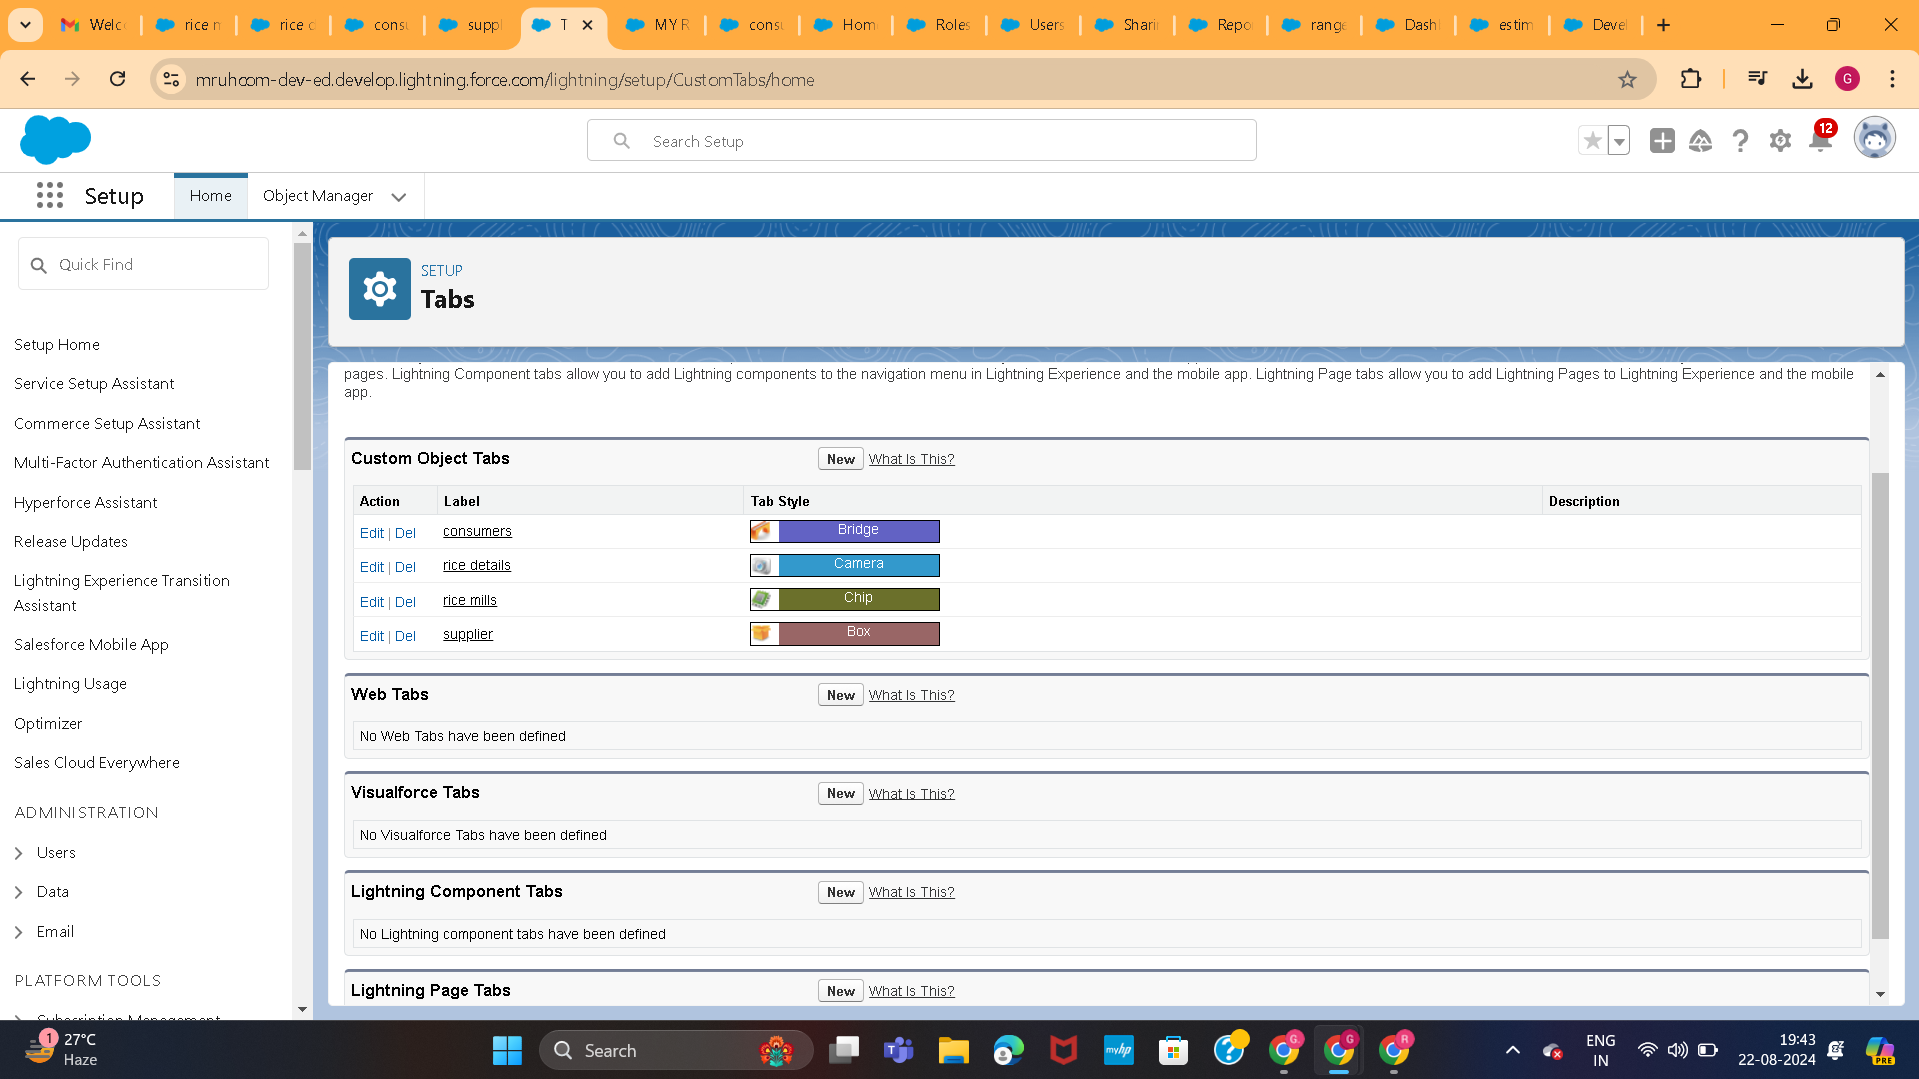 Welc
rice m
rice d
consu
suppl
T
MY R
consu
Home
Roles
Users
Sharin
Repo
range
Dashb
estim
Devel
mruhcom-dev-ed.develop.lightning.force.com/lightning/setup/CustomTabs/home
G
Search Setup
12
Setup
Home
Object Manager
Quick Find
Setup Home
Service Setup Assistant
Commerce Setup Assistant
Multi-Factor Authentication Assistant
Hyperforce Assistant
Release Updates
Lightning Experience Transition
Assistant
Salesforce Mobile App
Lightning Usage
Optimizer
Sales Cloud Everywhere
ADMINISTRATION
Users
Data
Email
PLATFORM TOOLS
Subscription Management
SETUP
Tabs
pages. Lightning Component tabs allow you to add Lightning components to the navigation menu in Lightning Experience and the mobile app. Lightning Page tabs allow you to add Lightning Pages to Lightning Experience and the mobile
app.
Custom Object Tabs New What Is This?
Action Label Tab Style Description
Edit | Del consumers Bridge
Edit | Del rice details Camera
Edit | Del rice mills Chip
Edit | Del supplier Box
Web Tabs New What Is This?
No Web Tabs have been defined
Visualforce Tabs New What Is This?
No Visualforce Tabs have been defined
Lightning Component Tabs New What Is This?
No Lightning component tabs have been defined
Lightning Page Tabs New What Is This?
1
27°C
Haze
Search
myhp
G
G
R
ENG
IN
19:43
22-08-2024
PRE